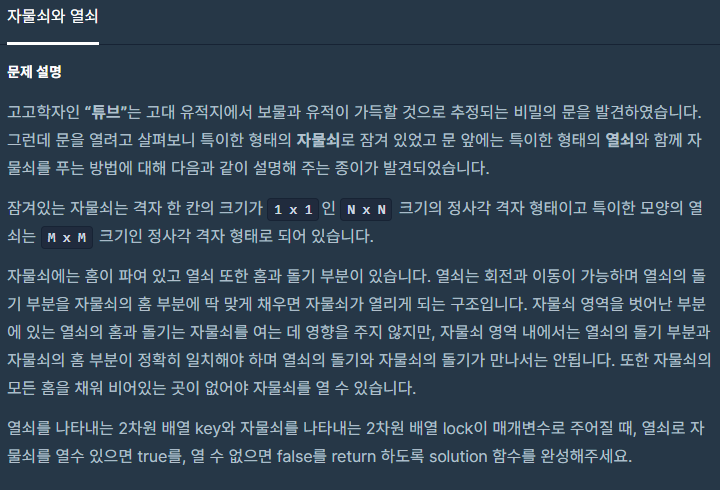 자물쇠와 열쇠
문제 설명
고고학자인 “튜브”는 고대 유적지에서 보물과 유적이 가득할 것으로 추정되는 비밀의 문을 발견하였습니다.
그런데 문을 열려고 살펴보니 특이한 형태의 자물쇠로 잠겨 있었고 문 앞에는 특이한 형태의 열쇠와 함께 자
물쇠를 푸는 방법에 대해 다음과 같이 설명해 주는 종이가 발견되었습니다.
잠겨있는 자물쇠는 격자 한 칸의 크기가 1 x 1인 N x N 크기의 정사각 격자 형태이고 특이한 모양의 열
쇠는 M x M 크기인 정사각 격자 형태로 되어 있습니다.
자물쇠에는 홈이 파여 있고 열쇠 또한 홈과 돌기 부분이 있습니다. 열쇠는 회전과 이동이 가능하며 열쇠의 돌
기 부분을 자물쇠의 홈 부분에 딱 맞게 채우면 자물쇠가 열리게 되는 구조입니다. 자물쇠 영역을 벗어난 부분
에 있는 열쇠의 홈과 돌기는 자물쇠를 여는 데 영향을 주지 않지만, 자물쇠 영역 내에서는 열쇠의 돌기 부분과
자물쇠의 홈 부분이 정확히 일치해야 하며 열쇠의 돌기와 자물쇠의 돌기가 만나서는 안됩니다. 또한 자물쇠의
모든 홈을 채워 비어있는 곳이 없어야 자물쇠를 열 수 있습니다.
열쇠를 나타내는 2차원 배열 key와 자물쇠를 나타내는 2차원 배열 lock이 매개변수로 주어질 때, 열쇠로 자
물쇠를 열수 있으면 true를, 열 수 없으면 false를 return 하도록 solution 함수를 완성해주세요.